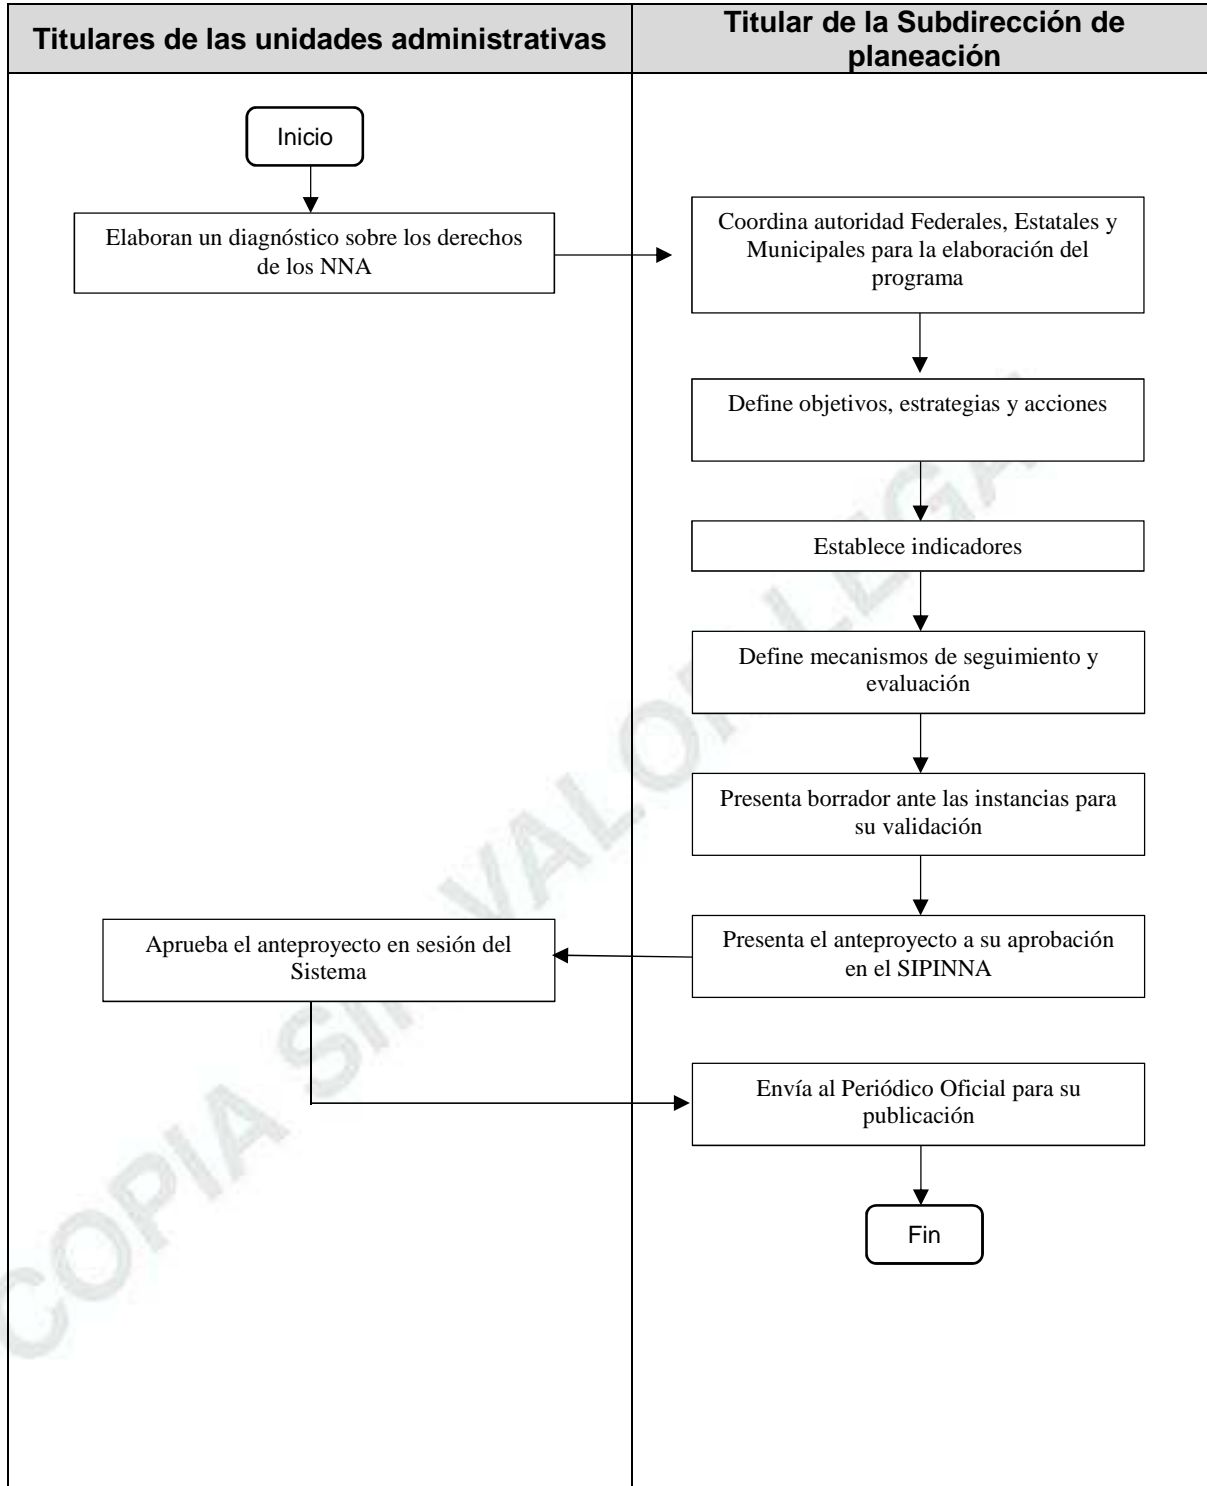 Titulares de las unidades administrativas
Titular de la Subdirección de
planeación
Inicio
Elaboran un diagnóstico sobre los derechos
de los NNA
Coordina autoridad Federales, Estatales y
Municipales para la elaboración del
programa
Define objetivos, estrategias y acciones
Establece indicadores
Define mecanismos de seguimiento y
evaluación
Presenta borrador ante las instancias para
su validación
Presenta el anteproyecto a su aprobación
en el SIPINNA
Aprueba el anteproyecto en sesión del
Sistema
Envía al Periódico Oficial para su
publicación
Fin
COPIA SIN VALOR LEGAL